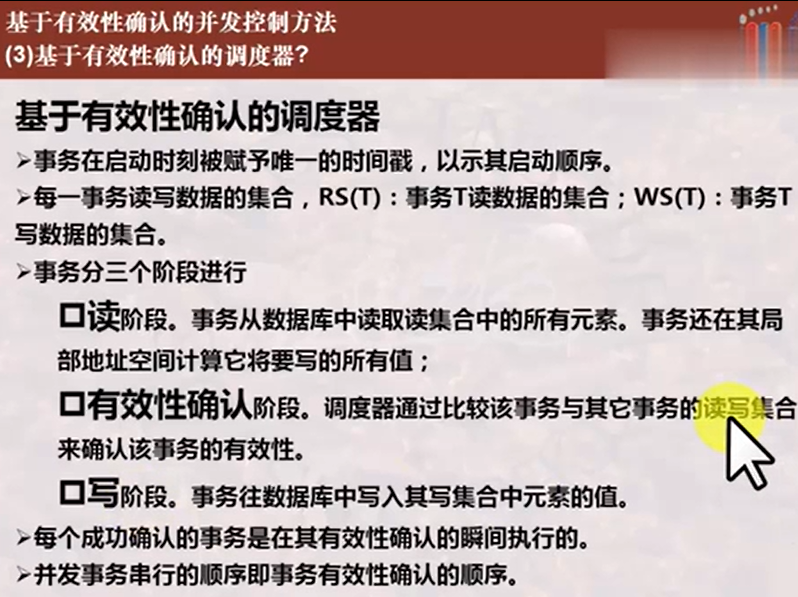 基于有效性确认的并发控制方法
(3)基于有效性确认的调度器?
基于有效性确认的调度器
➢事务在启动时刻被赋予唯一的时间戳，以示其启动顺序。
➢每一事务读写数据的集合，RS(T)：事务T读数据的集合；WS(T)：事务T
写数据的集合。
➢事务分三个阶段进行
口读阶段。事务从数据库中读取读集合中的所有元素。事务还在其局
部地址空间计算它将要写的所有值；
口有效性确认阶段。调度器通过比较该事务与其它事务的读写集合
来确认该事务的有效性。
口写阶段。事务往数据库中写入其写集合中元素的值。
➢每个成功确认的事务是在其有效性确认的瞬间执行的。
➢并发事务串行的顺序即事务有效性确认的顺序。